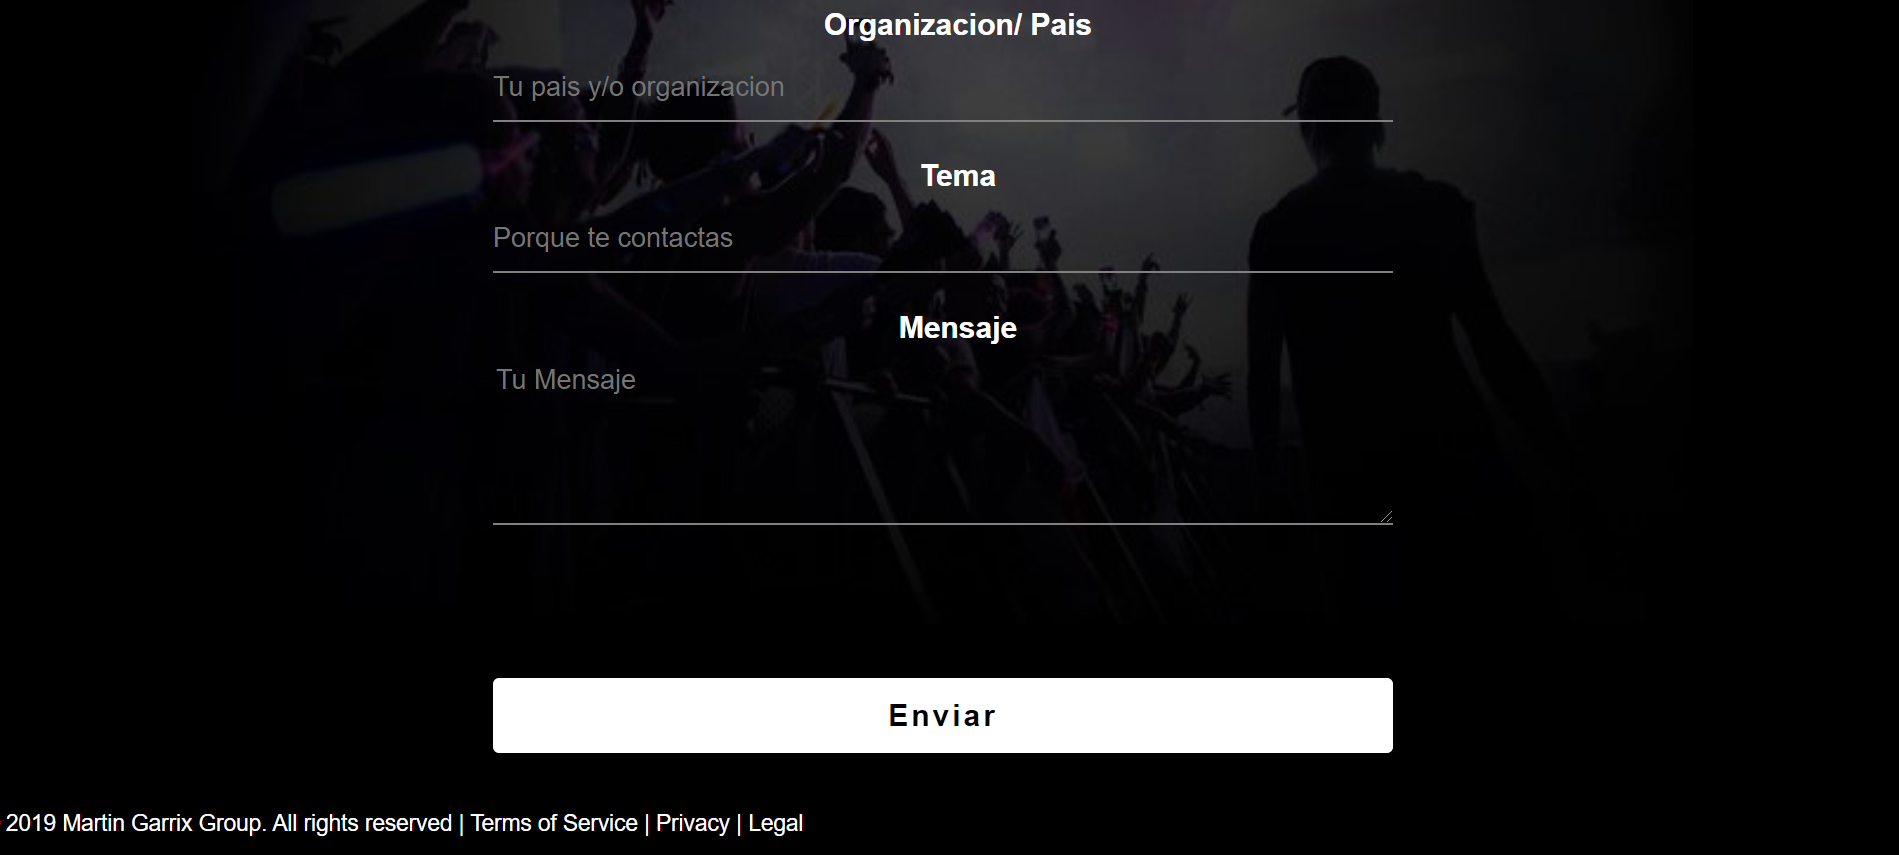 Organizacion/ Pais
Tu pais y/o organizacion
Tema
Porque te contactas
Mensaje
Tu Mensaje
Enviar
2019 Martin Garrix Group. All rights reserved | Terms of Service | Privacy | Legal